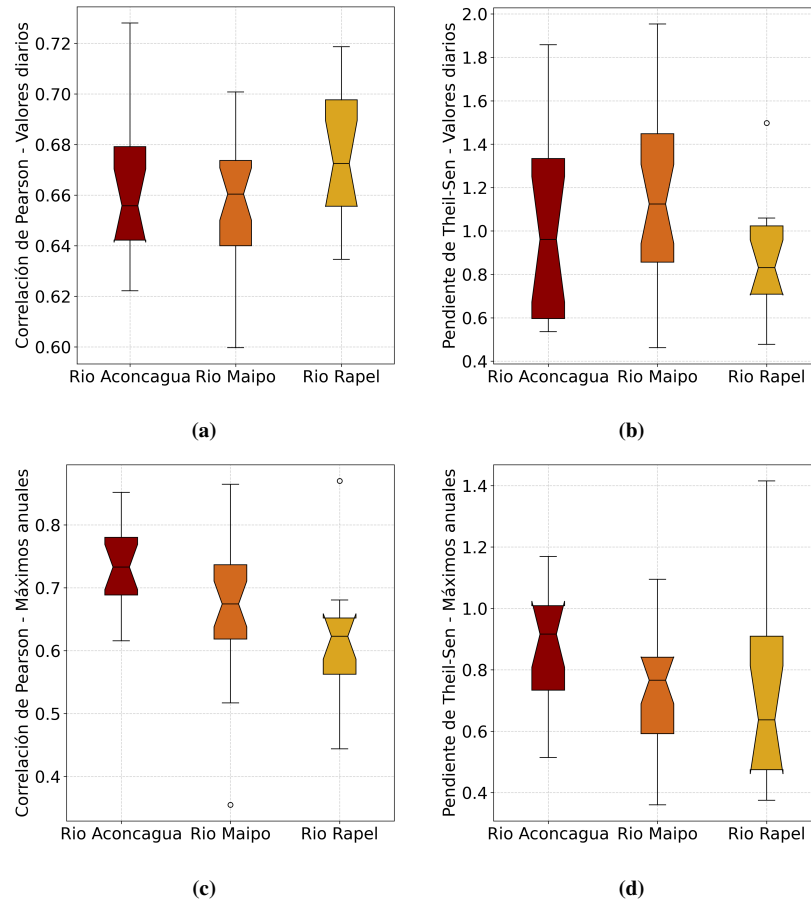 Correlación de Pearson - Valores diarios
0.72
0.70
0.68
0.66
0.64
0.62
0.60
Rio Aconcagua
Rio Maipo
Rio Rapel
(a)
Pendiente de Theil-Sen - Valores diarios
2.0
1.8
1.6
1.4
1.2
1.0
0.8
0.6
0.4
Rio Aconcagua
Rio Maipo
Rio Rapel
(b)
Correlación de Pearson - Máximos anuales
0.8
0.7
0.6
0.5
0.4
Rio Aconcagua
Rio Maipo
Rio Rapel
(c)
Pendiente de Theil-Sen - Máximos anuales
1.4
1.2
1.0
0.8
0.6
0.4
Rio Aconcagua
Rio Maipo
Rio Rapel
(d)